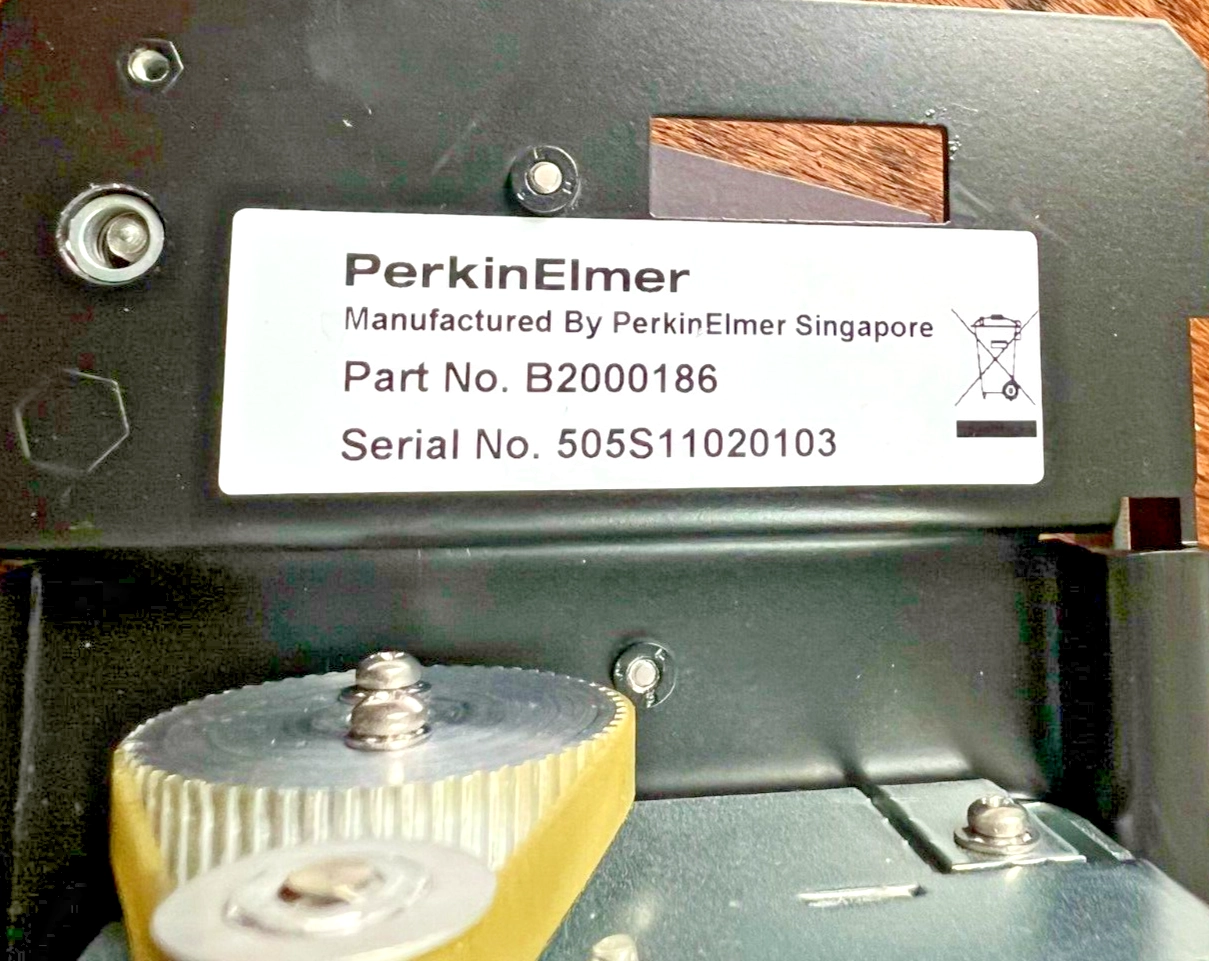 PerkinElmer
Manufactured By PerkinElmer Singapore
Part No. B2000186
Serial No. 505S11020103